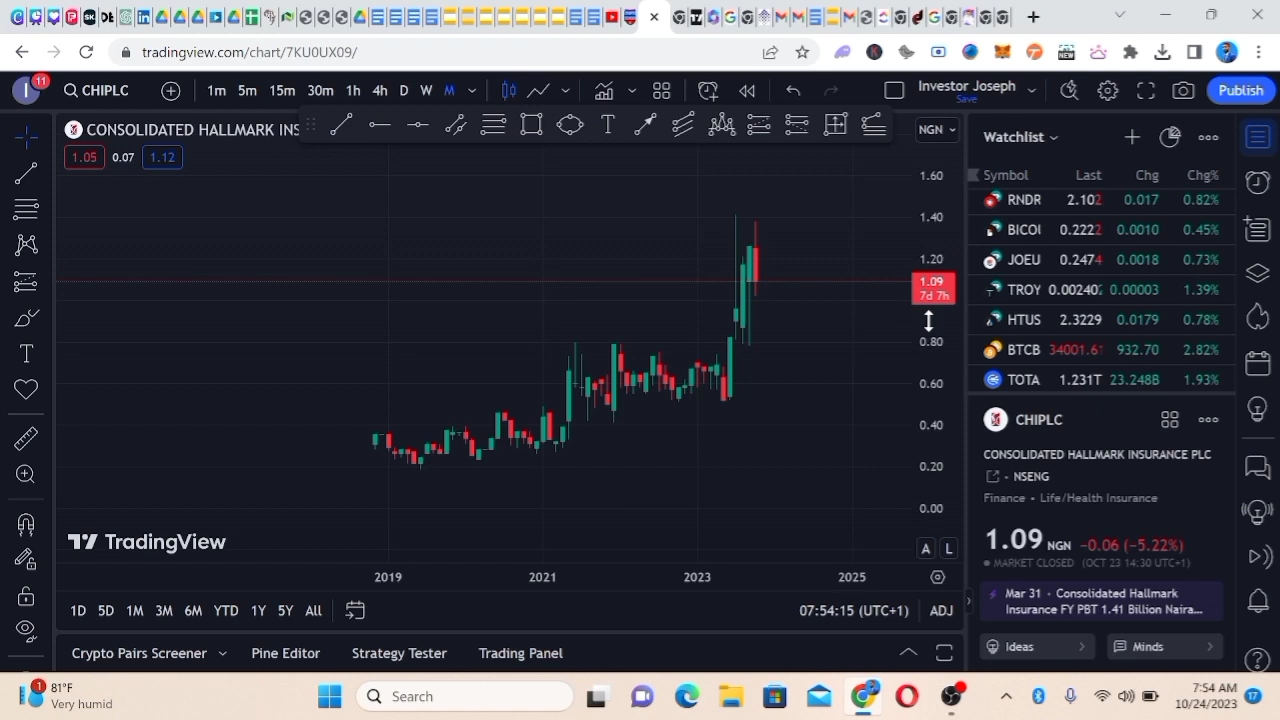 tradingview.com/chart/7KU0UX09/
NEW
11
I
CHIPLC
1m 5m 15m 30m 1h 4h D W M
Investor Joseph
Save
Publish
CONSOLIDATED HALLMARK INS
NGN
1.05 0.07 1.12
1.60
1.40
1.20
1.09
7d 7h
0.80
0.60
0.40
0.20
0.00
A L
TradingView
2019 2021 2023 2025
1D 5D 1M 3M 6M YTD 1Y 5Y All
07:54:15 (UTC+1) ADJ
Crypto Pairs Screener Pine Editor Strategy Tester Trading Panel
Watchlist
Symbol Last Chg Chg%
RNDR 2.102 0.017 0.82%
BICOI 0.2222 0.0010 0.45%
JOEU 0.2474 0.0018 0.73%
TROY 0.00240 0.00003 1.39%
HTUS 2.3229 0.0179 0.78%
BTCB 34001.6 932.70 2.82%
TOTA 1.231T 23.248B 1.93%
CHIPLC
CONSOLIDATED HALLMARK INSURANCE PLC
NSENG
Finance • Life/Health Insurance
1.09 NGN −0.06 (−5.22%)
MARKET CLOSED (OCT 23 14:30 UTC+1)
Mar 31 • Consolidated Hallmark
Insurance FY PBT 1.41 Billion Naira...
Ideas Minds
1
81°F
Very humid
Search
7:54 AM
10/24/2023
17